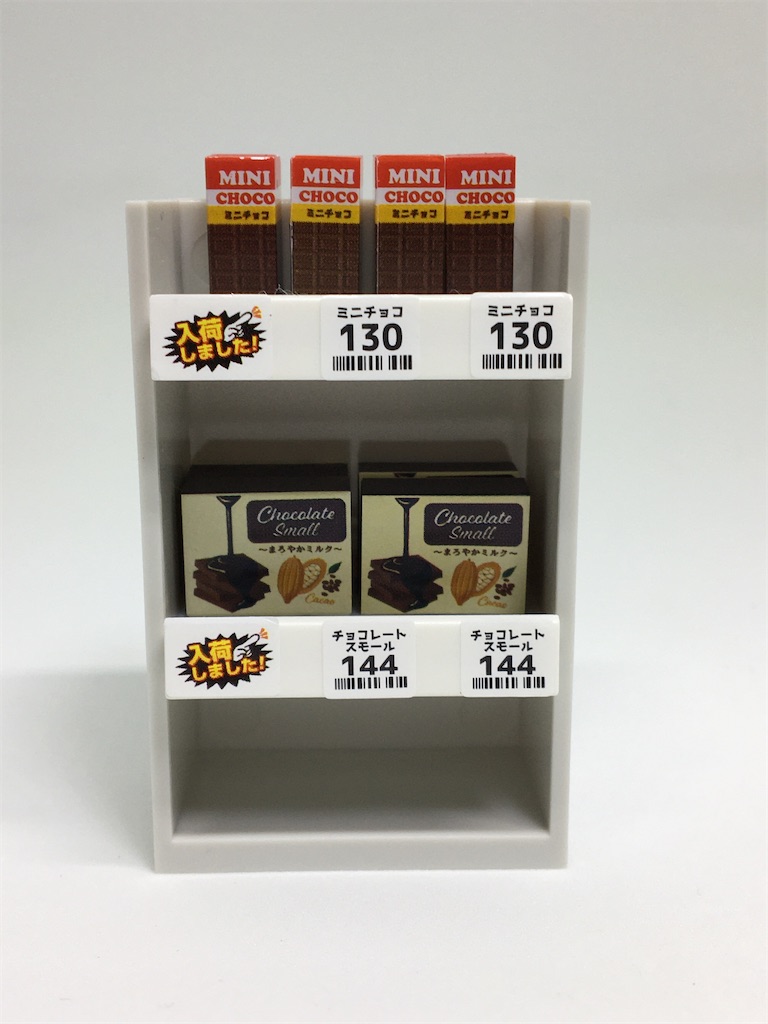 MINI
CHOCO
ミニチョコ
MINI
CHOCO
ミニチョコ
MINI
CHOCO
ミニチョコ
MINI
CHOCO
ミニチョコ
入荷
しました!
ミニチョコ
130
ミニチョコ
130
Chocolate
Small
～まろやかミルク～
Cacao
Chocolate
Small
～まろやかミルク～
Cacao
入荷
しました!
チョコレート
スモール
144
チョコレート
スモール
144